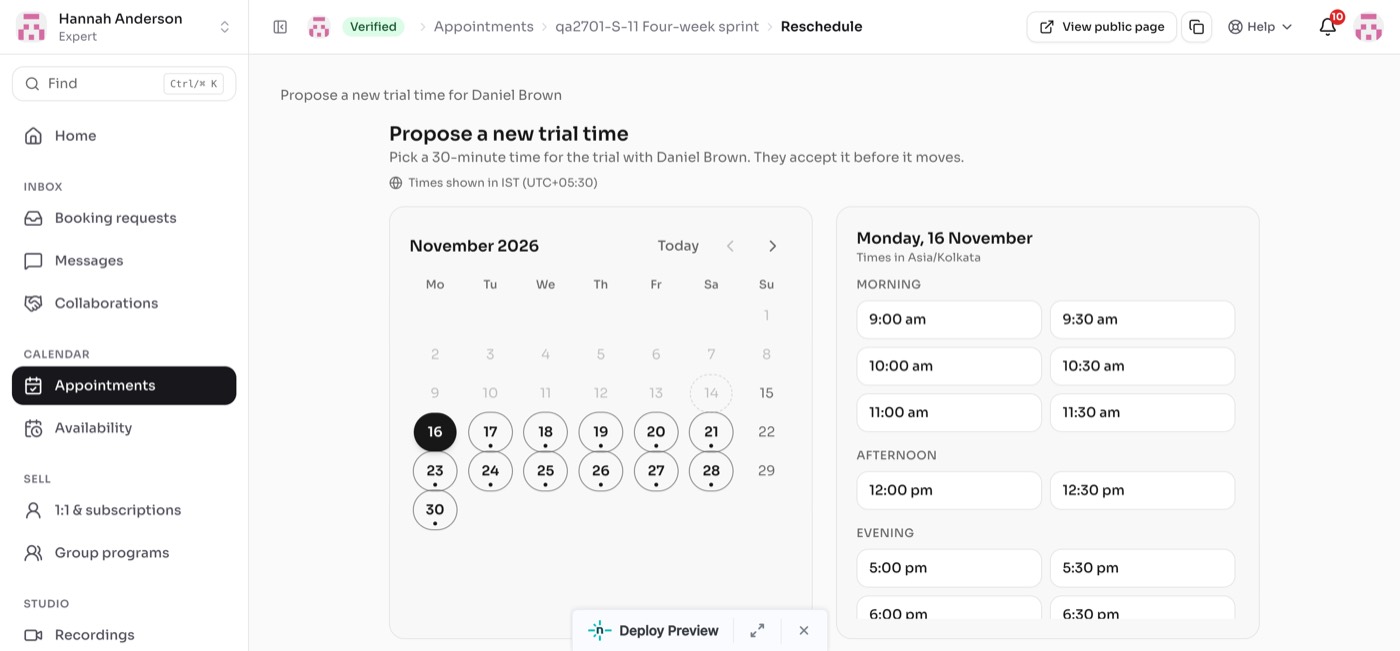 Hannah Anderson
Expert
Find
Ctrl/⌘ K
Home
INBOX
Booking requests
Messages
Collaborations
CALENDAR
Appointments
Availability
SELL
1:1 & subscriptions
Group programs
STUDIO
Recordings
Verified
Appointments
qa2701-S-11 Four-week sprint
Reschedule
View public page
Help
10
Propose a new trial time for Daniel Brown
Propose a new trial time
Pick a 30-minute time for the trial with Daniel Brown. They accept it before it moves.
Times shown in IST (UTC+05:30)
November 2026
Today
Mo Tu We Th Fr Sa Su
1
2 3 4 5 6 7 8
9 10 11 12 13 14 15
16 17 18 19 20 21 22
23 24 25 26 27 28 29
30
Monday, 16 November
Times in Asia/Kolkata
MORNING
9:00 am 9:30 am
10:00 am 10:30 am
11:00 am 11:30 am
AFTERNOON
12:00 pm 12:30 pm
EVENING
5:00 pm 5:30 pm
6:00 pm 6:30 pm
n Deploy Preview